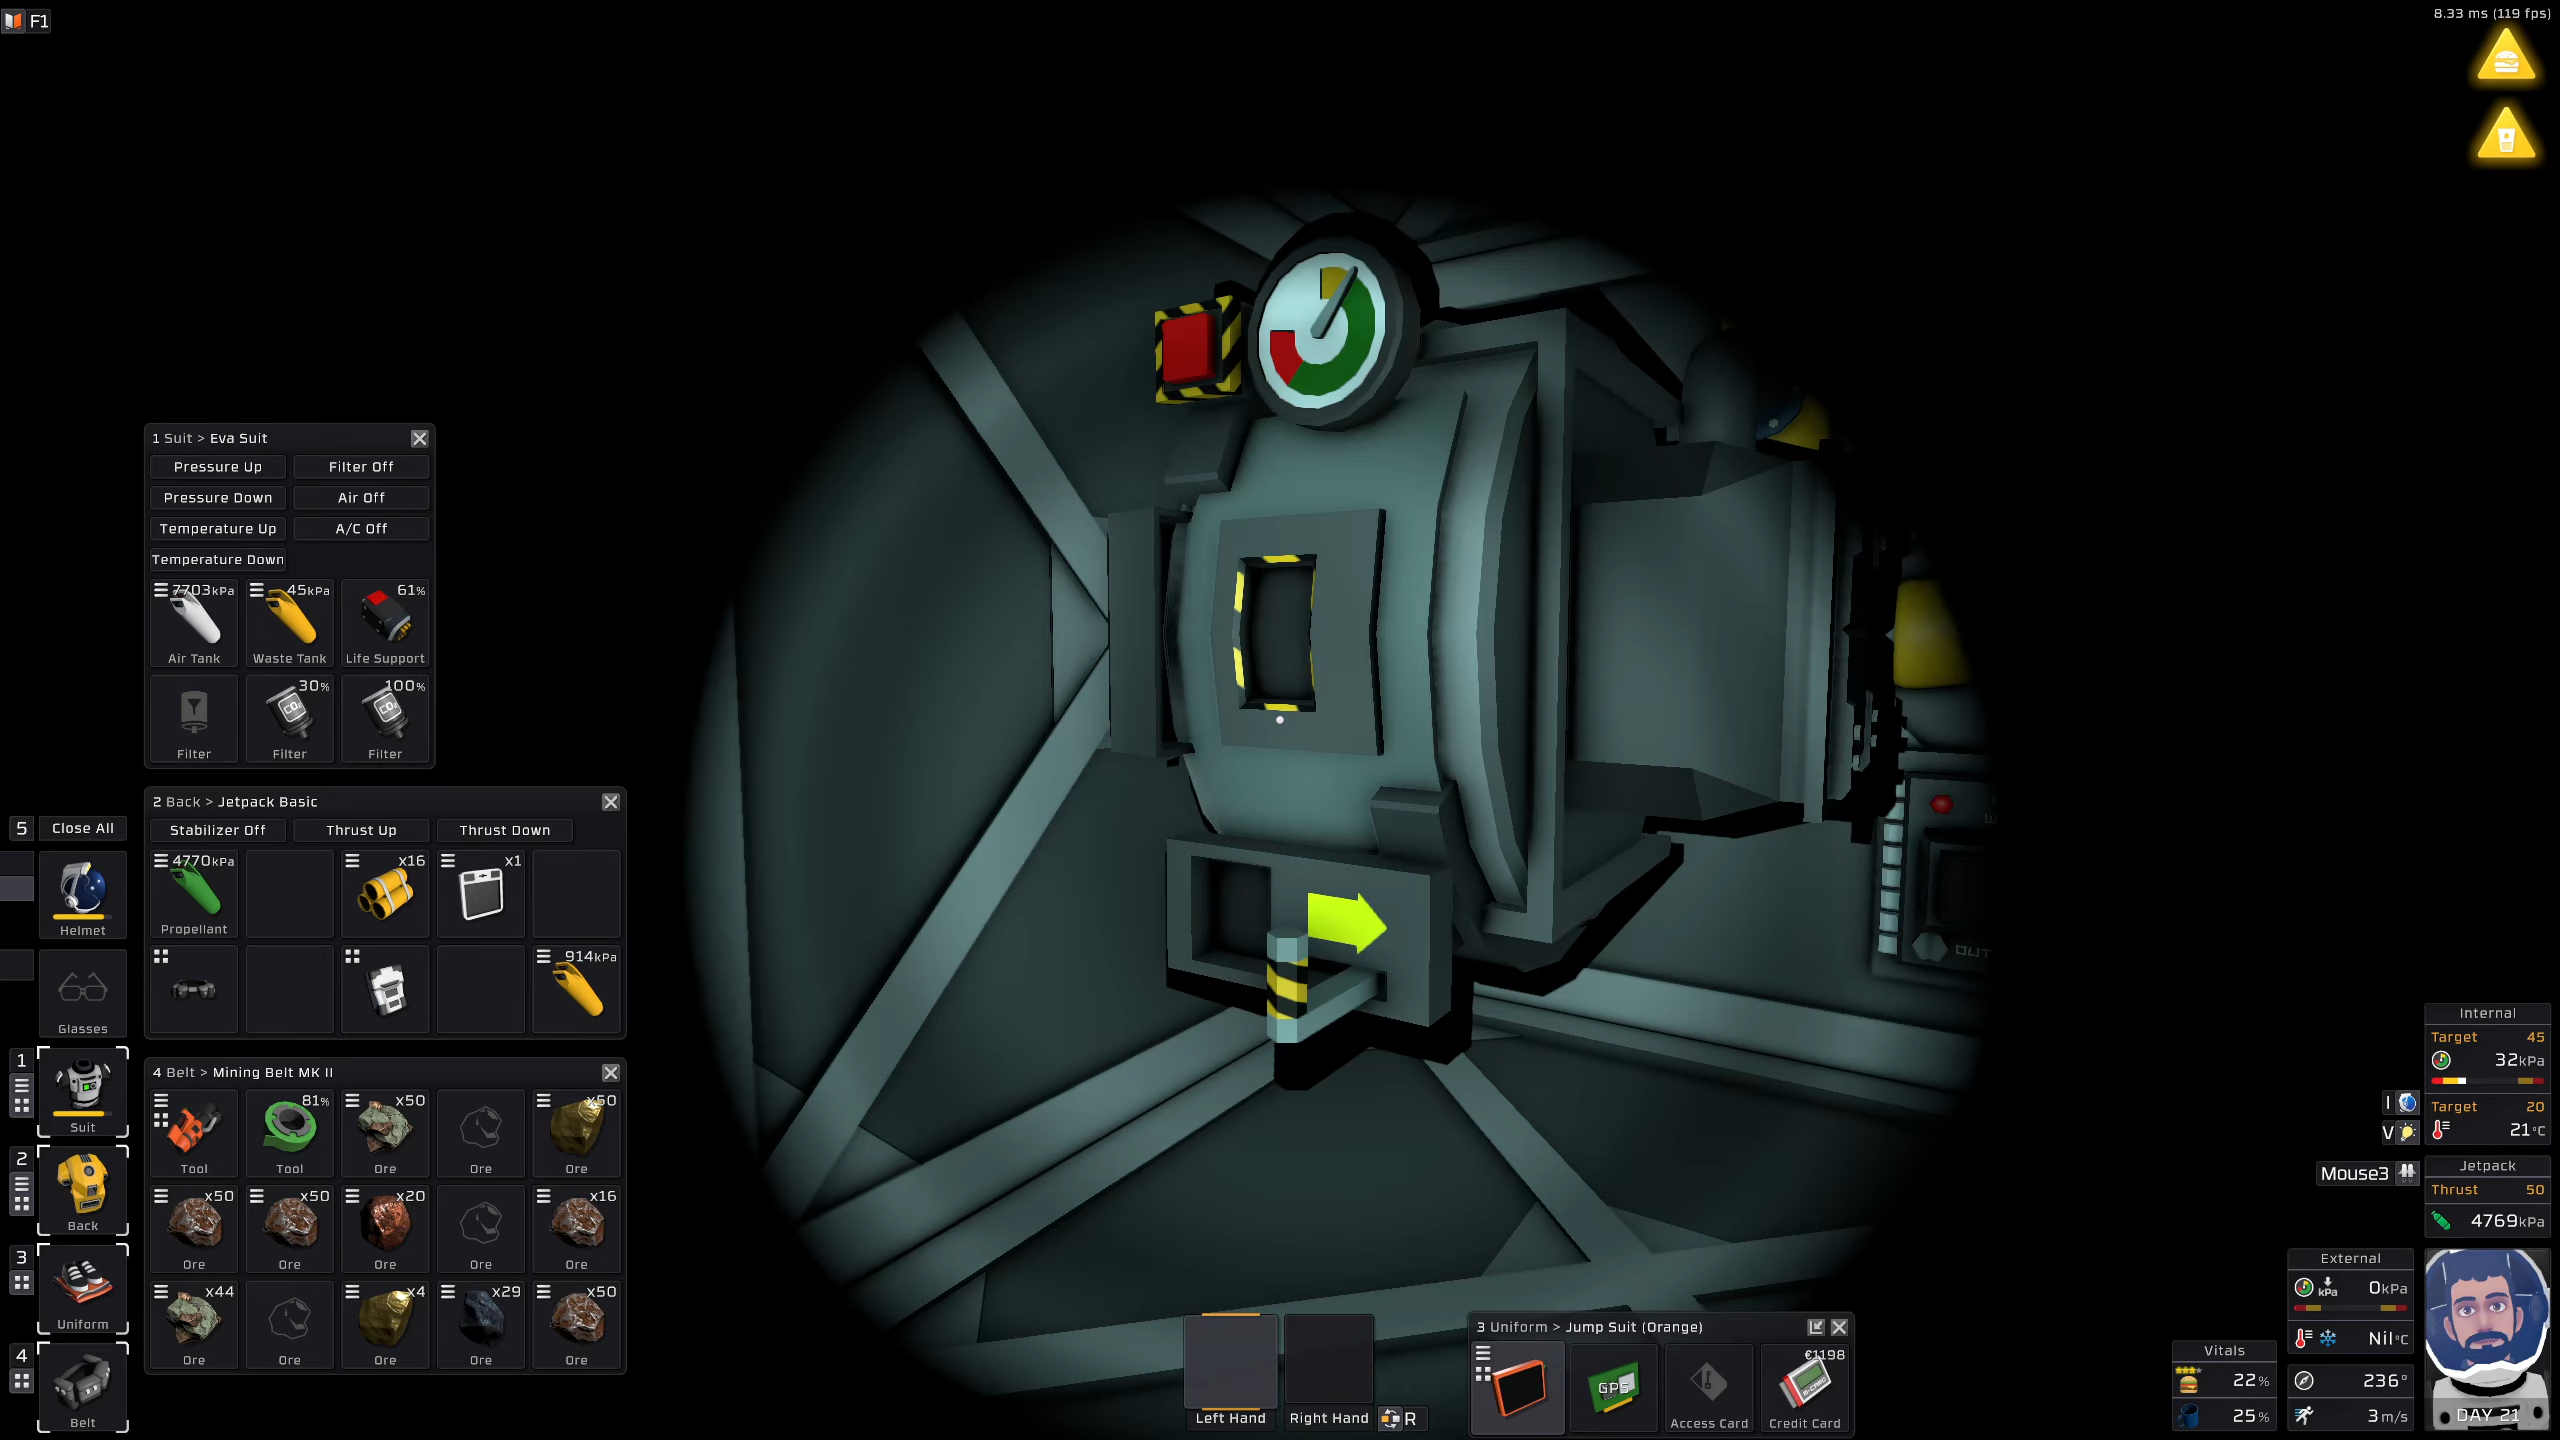 F1
8.33 ms (119 fps)
1 Suit > Eva Suit
Pressure Up
Filter Off
Pressure Down
Air Off
Temperature Up
A/C Off
Temperature Down
7703kPa
45kPa
61%
Air Tank
Waste Tank
Life Support
30%
100%
CO₂
CO₂
Filter
Filter
Filter
2 Back > Jetpack Basic
Stabilizer Off
Thrust Up
Thrust Down
4770kPa
x16
x1
Propellant
914kPa
5
Close All
Helmet
Glasses
1
Suit
2
Back
3
Uniform
4
Belt
4 Belt > Mining Belt MK II
81%
x50
x50
Tool
Tool
Ore
Ore
Ore
x50
x50
x20
x16
Ore
Ore
Ore
Ore
Ore
x44
x4
x29
x50
Ore
Ore
Ore
Ore
Ore
Left Hand
Right Hand
R
3 Uniform > Jump Suit (Orange)
GPS
€1198
Access Card
Credit Card
Internal
Target 45
32kPa
I
Target 20
V
21°C
Mouse3
Jetpack
Thrust 50
4769kPa
External
kPa
0kPa
Nil°C
Vitals
22%
25%
236°
3m/s
DAY 21